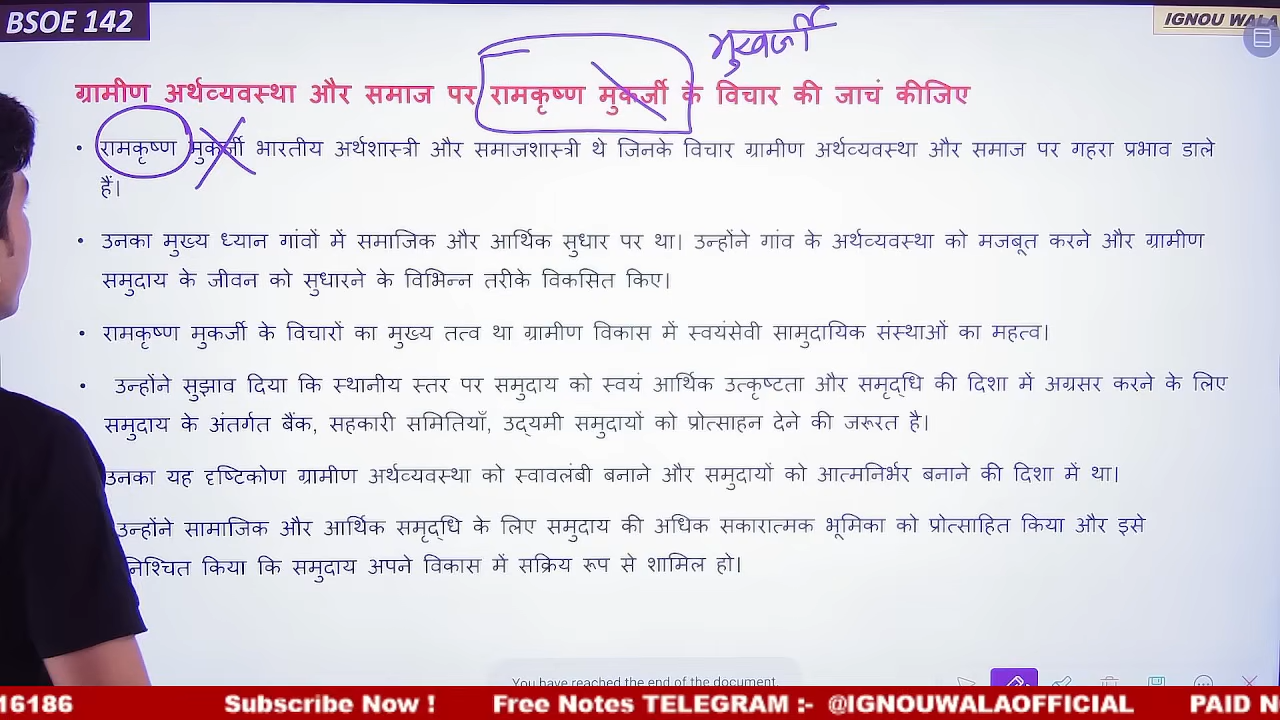 BSOE 142
IGNOU WALA
मुखर्जी
ग्रामीण अर्थव्यवस्था और समाज पर रामकृष्ण मुकर्जी के विचार की जाचं कीजिए
• रामकृष्ण मुकर्जी भारतीय अर्थशास्त्री और समाजशास्त्री थे जिनके विचार ग्रामीण अर्थव्यवस्था और समाज पर गहरा प्रभाव डाले
हैं।
• उनका मुख्य ध्यान गांवों में समाजिक और आर्थिक सुधार पर था। उन्होंने गांव के अर्थव्यवस्था को मजबूत करने और ग्रामीण
समुदाय के जीवन को सुधारने के विभिन्न तरीके विकसित किए।
• रामकृष्ण मुकर्जी के विचारों का मुख्य तत्व था ग्रामीण विकास में स्वयंसेवी सामुदायिक संस्थाओं का महत्व।
• उन्होंने सुझाव दिया कि स्थानीय स्तर पर समुदाय को स्वयं आर्थिक उत्कृष्टता और समृद्धि की दिशा में अग्रसर करने के लिए
समुदाय के अंतर्गत बैंक, सहकारी समितियाँ, उद्यमी समुदायों को प्रोत्साहन देने की जरूरत है।
उनका यह दृष्टिकोण ग्रामीण अर्थव्यवस्था को स्वावलंबी बनाने और समुदायों को आत्मनिर्भर बनाने की दिशा में था।
उन्होंने सामाजिक और आर्थिक समृद्धि के लिए समुदाय की अधिक सकारात्मक भूमिका को प्रोत्साहित किया और इसे
निश्चित किया कि समुदाय अपने विकास में सक्रिय रूप से शामिल हो।
You have reached the end of the document.
16186 Subscribe Now ! Free Notes TELEGRAM :- @IGNOUWALAOFFICIAL PAID N